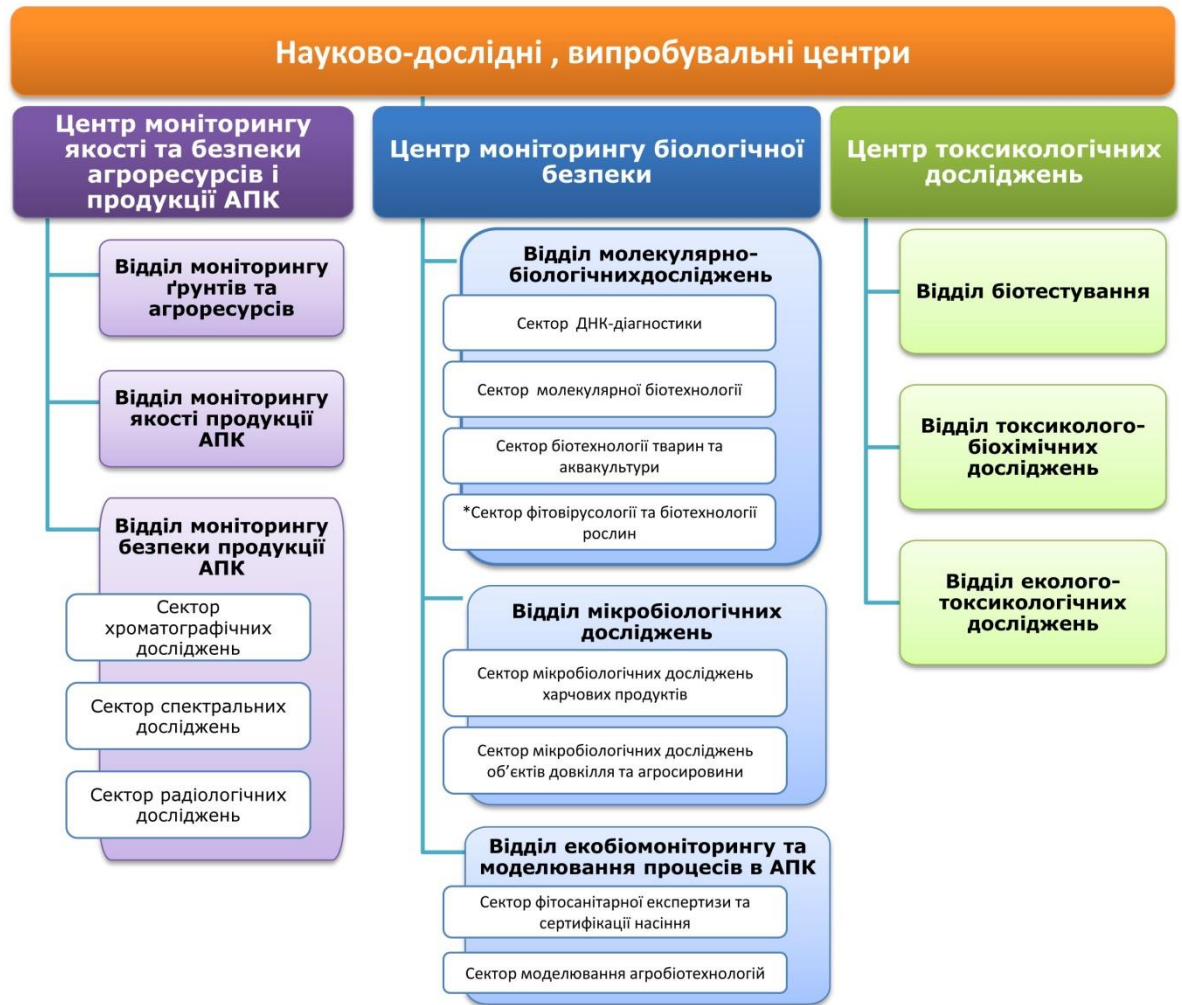 Науково-дослідні , випробувальні центри
Центр моніторингу
якості та безпеки
агроресурсів і
продукції АПК
Відділ моніторингу
ґрунтів та
агроресурсів
Відділ моніторингу
якості продукції
АПК
Відділ моніторингу
безпеки продукції
АПК
Сектор
хроматографічних
досліджень
Сектор спектральних
досліджень
Сектор радіологічних
досліджень
Центр моніторингу біологічної
безпеки
Відділ молекулярно-
біологічнихдосліджень
Сектор ДНК-діагностики
Сектор молекулярної біотехнології
Сектор біотехнології тварин та
аквакультури
*Сектор фітовірусології та біотехнології
рослин
Відділ мікробіологічних
досліджень
Сектор мікробіологічних досліджень
харчових продуктів
Сектор мікробіологічних досліджень
об’єктів довкілля та агросировини
Відділ екобіомоніторингу та
моделювання процесів в АПК
Сектор фітосанітарної експертизи та
сертифікації насіння
Сектор моделювання агробіотехнологій
Центр токсикологічних
досліджень
Відділ біотестування
Відділ токсиколого-
біохімічних
досліджень
Відділ еколого-
токсикологічних
досліджень